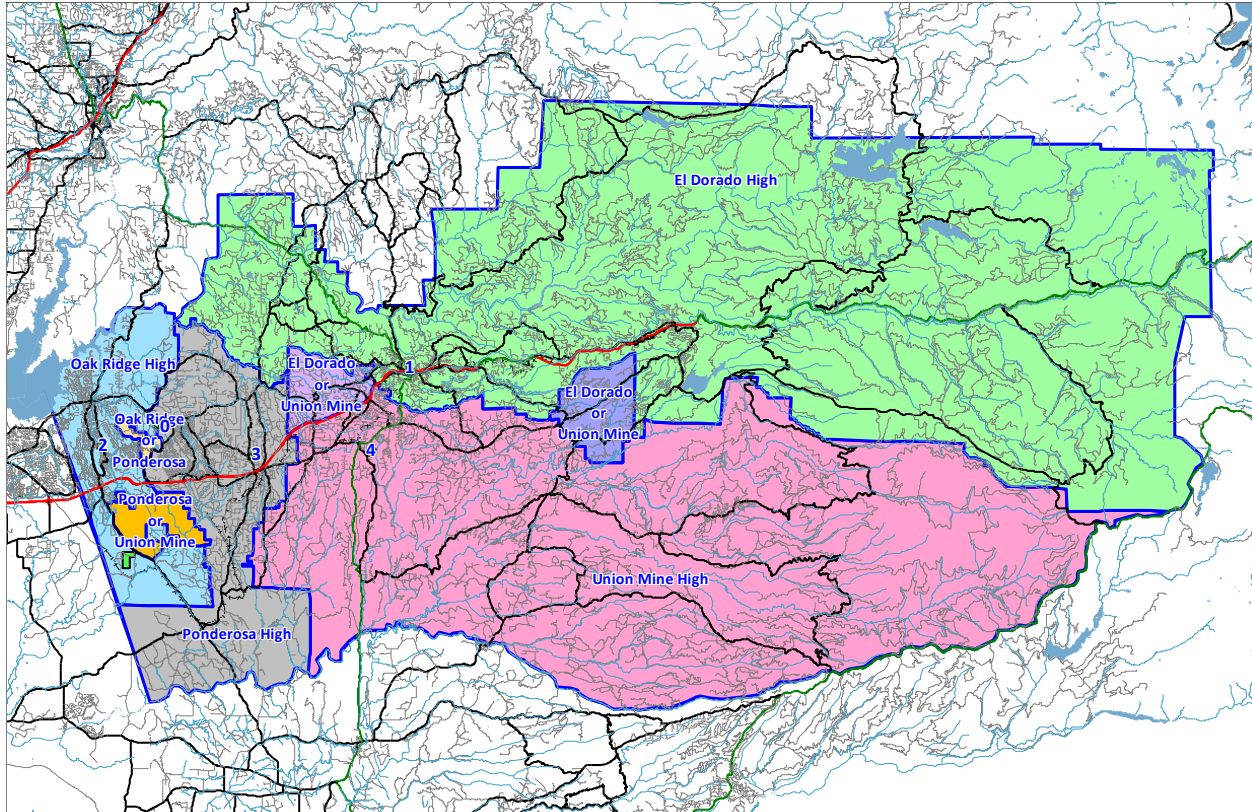 El Dorado High
Oak Ridge High
El Dorado
or
Union Mine
1
El Dorado
or
Union Mine
Oak Ridge
0
or
Ponderosa
2
3
4
Ponderosa
or
Union Mine
Union Mine High
Ponderosa High